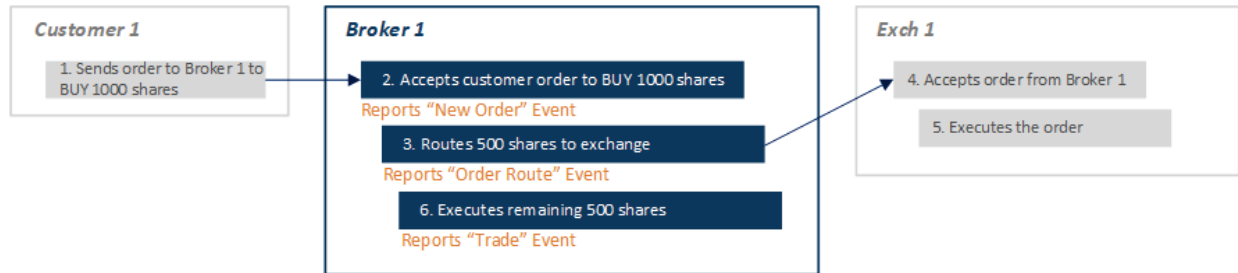 Customer 1
1. Sends order to Broker 1 to
BUY 1000 shares
Broker 1
2. Accepts customer order to BUY 1000 shares
Reports “New Order” Event
3. Routes 500 shares to exchange
Reports “Order Route” Event
6. Executes remaining 500 shares
Reports “Trade” Event
Exch 1
4. Accepts order from Broker 1
5. Executes the order